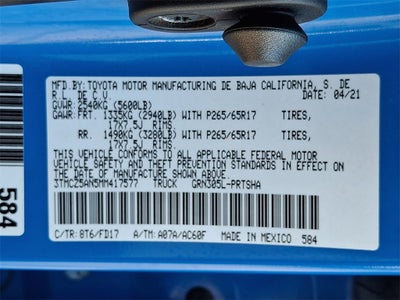 MFD. BY:TOYOTA MOTOR MANUFACTURING DE BAJA CALIFORNIA, S. DE
R.L. DE C.V. 04/21
GVWR: 2540KG (5600LB)
GAWR:FRT. 1335KG (2940LB) WITH P265/65R17 TIRES,
17X7.5J RIMS:
RR. 1490KG (3280LB) WITH P265/65R17 TIRES,
17X7.5J RIMS:
THIS VEHICLE CONFORMS TO ALL APPLICABLE FEDERAL MOTOR
VEHICLE SAFETY AND THEFT PREVENTION STANDARDS IN EFFECT ON
THE DATE OF MANUFACTURE SHOWN ABOVE.
3TMCZ5AN5MM417577 TRUCK GRN305L-PRTSHA
C/TR: 8T6/FD17 A/TM: A07A/AC60F MADE IN MEXICO 584
584